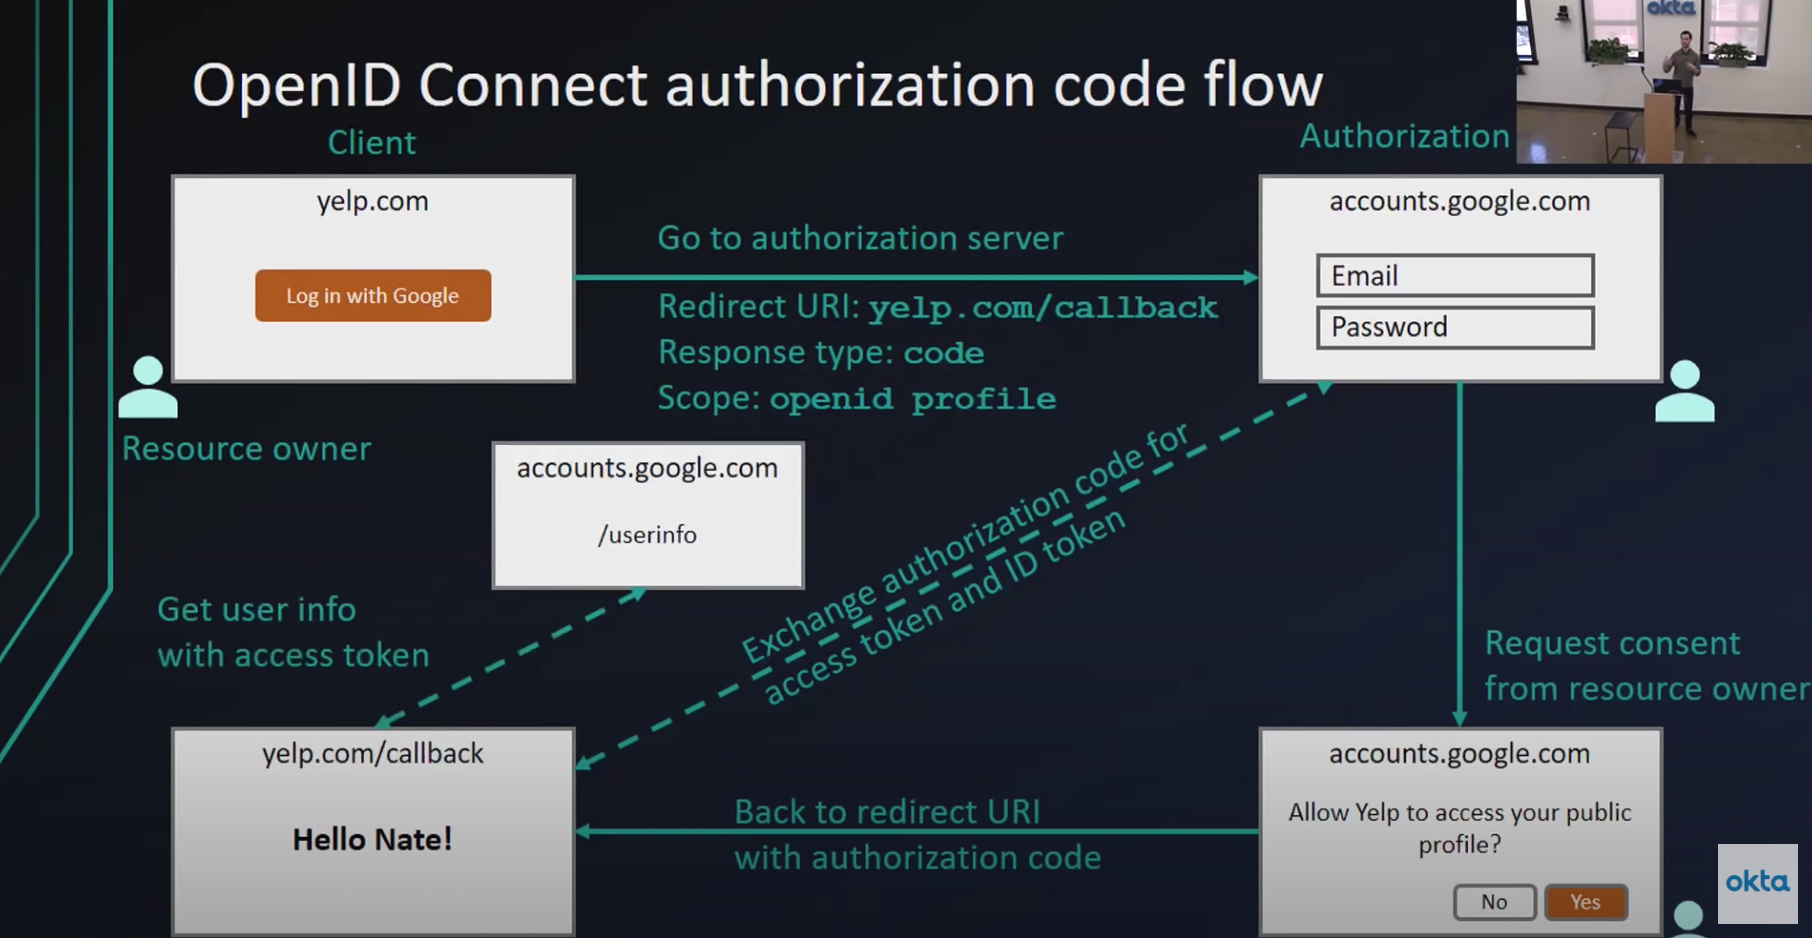 okta
OpenID Connect authorization code flow
Client
Authorization
yelp.com
Log in with Google
Go to authorization server
Redirect URI: yelp.com/callback
Response type: code
Scope: openid profile
accounts.google.com
Email
Password
Resource owner
accounts.google.com
/userinfo
Exchange authorization code for
access token and ID token
Get user info
with access token
Request consent
from resource owner
yelp.com/callback
Hello Nate!
Back to redirect URI
with authorization code
accounts.google.com
Allow Yelp to access your public
profile?
No
Yes
okta